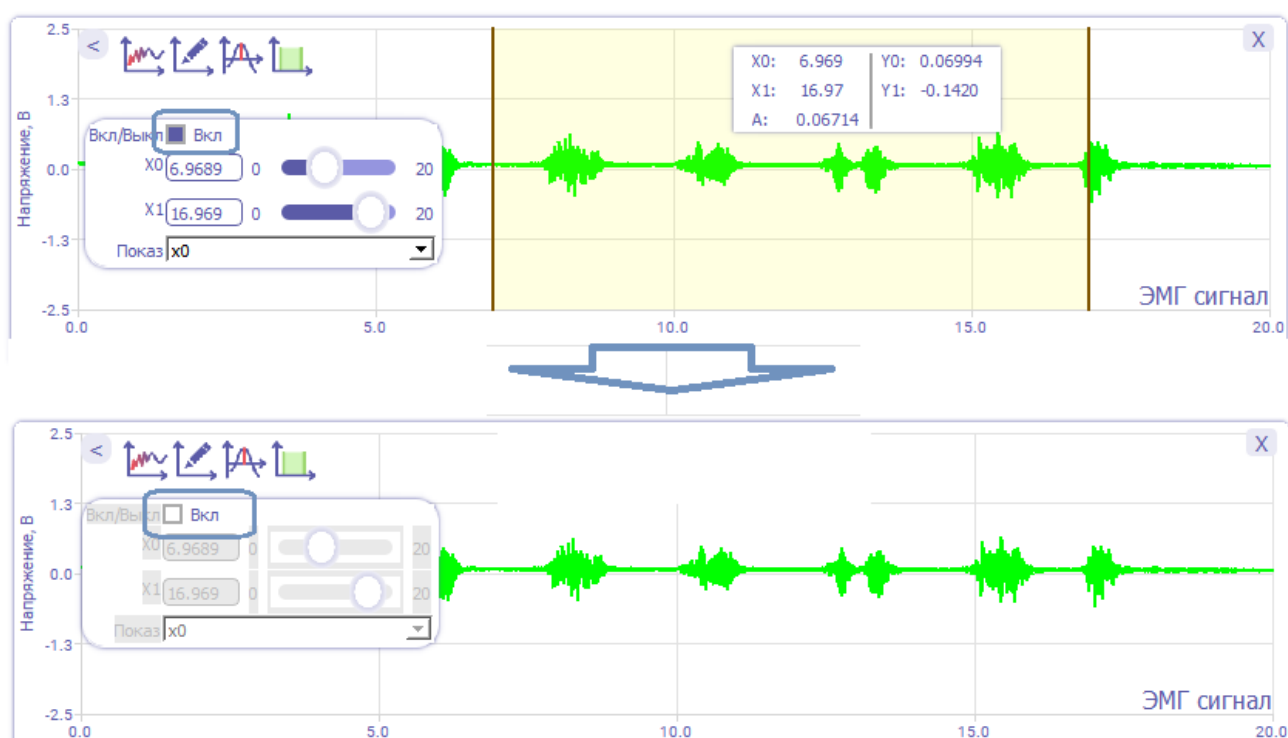 2.5
<
X
X0: 6.969 Y0: 0.06994
X1: 16.97 Y1: -0.1420
A: 0.06714
1.3
Вкл/Выкл Вкл
X0 6.9689 0 20
0.0
X1 16.969 0 20
-1.3
Показ x0
Напряжение, В
ЭМГ сигнал
-2.5
0.0 5.0 10.0 15.0 20.0
2.5
<
X
1.3
Вкл/Выкл Вкл
X0 6.9689 0 20
0.0
X1 16.969 0 20
Показ x0
-1.3
Напряжение, В
ЭМГ сигнал
-2.5
0.0 5.0 10.0 15.0 20.0